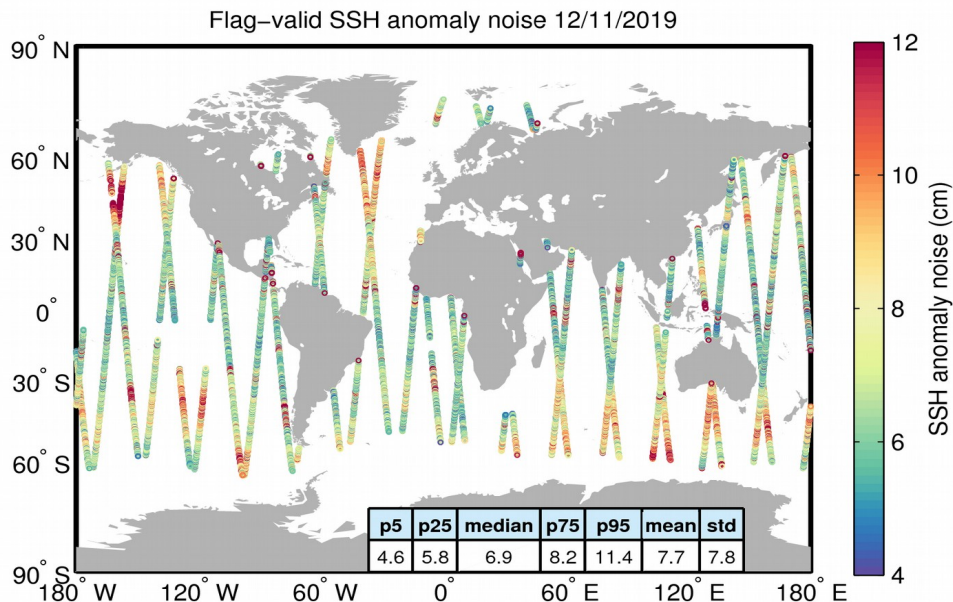 Flag−valid SSH anomaly noise 12/11/2019
90° N
60° N
30° N
0°
30° S
60° S
90° S
180° W
120° W
60° W
0°
60° E
120° E
180° E
p5 p25 median p75 p95 mean std
4.6 5.8 6.9 8.2 11.4 7.7 7.8
12
10
8
6
4
SSH anomaly noise (cm)